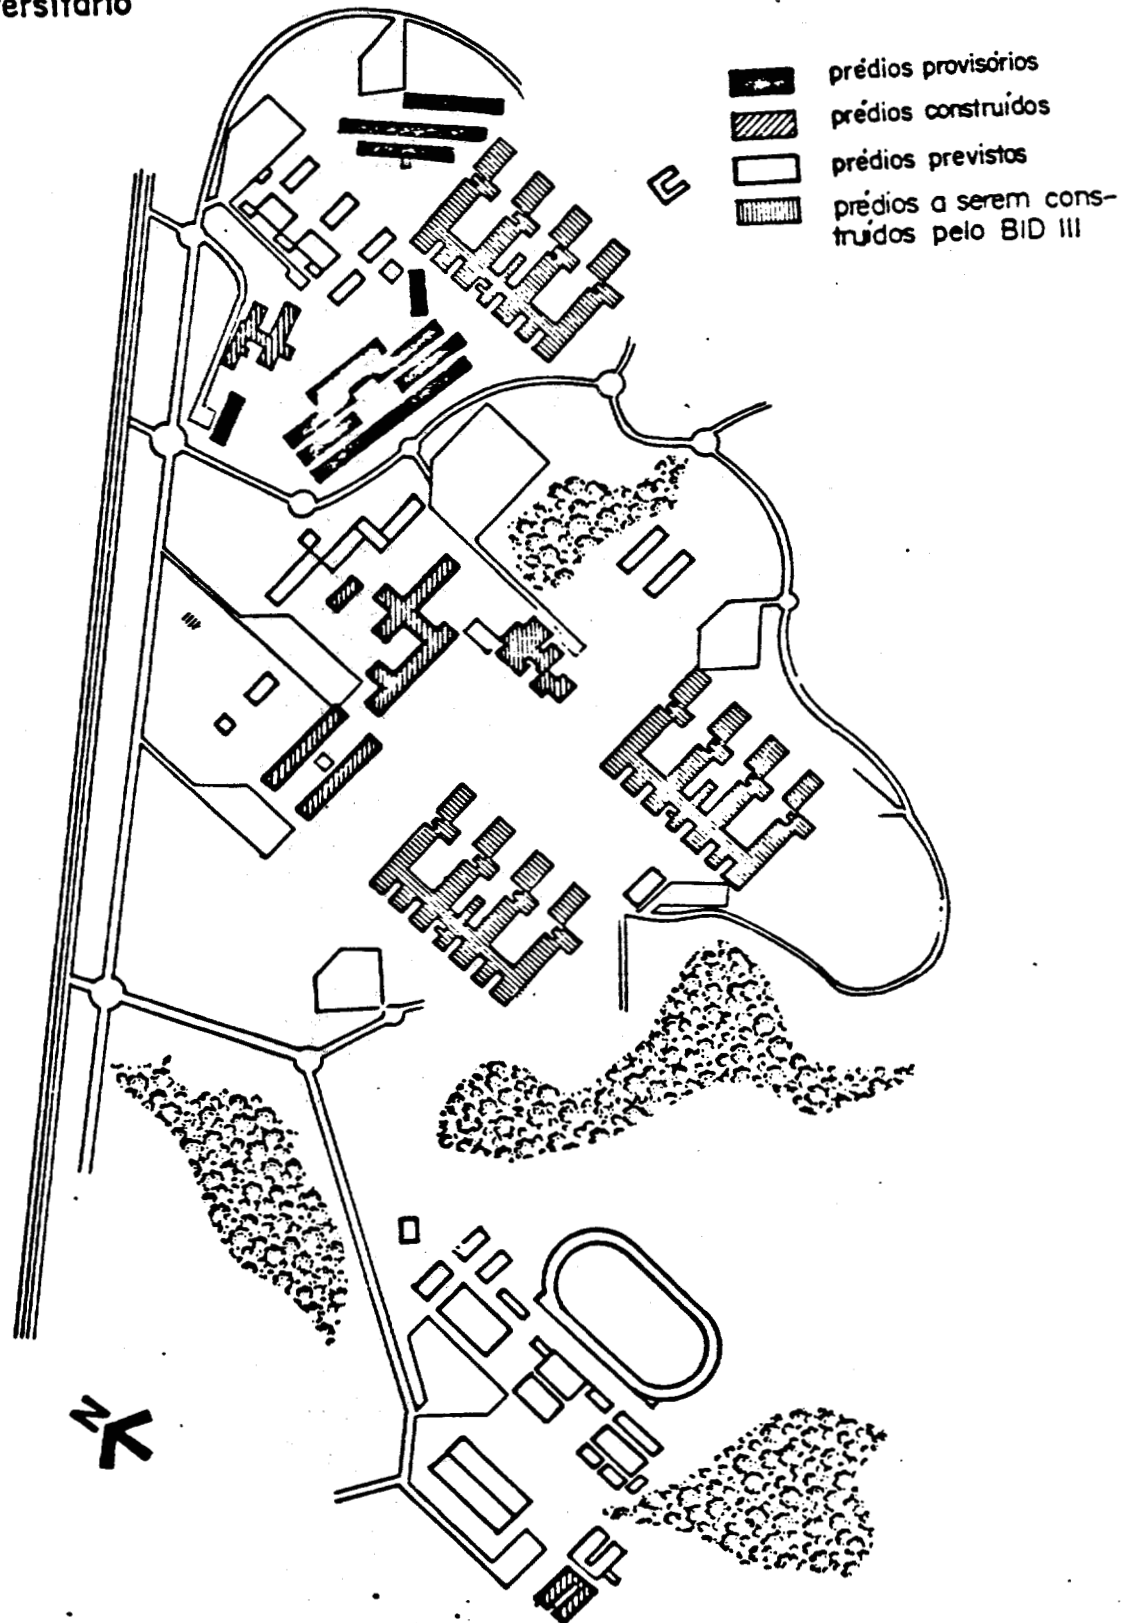 ersitário
prédios provisórios
prédios construídos
prédios previstos
prédios a serem cons-
truídos pelo BID III
N